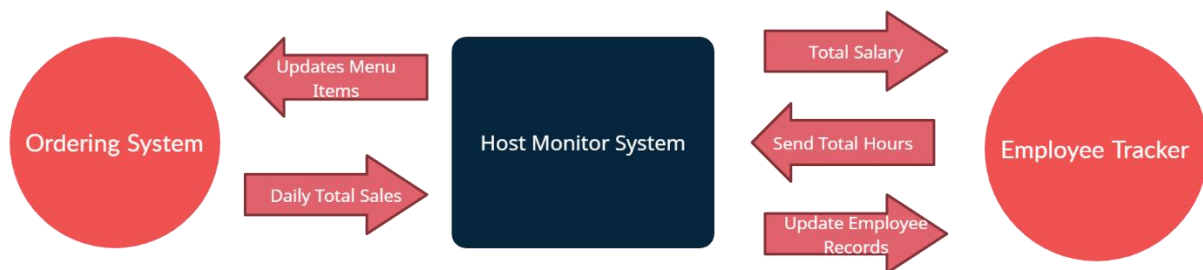 Ordering System
Updates Menu
Items
Daily Total Sales
Host Monitor System
Total Salary
Send Total Hours
Update Employee
Records
Employee Tracker